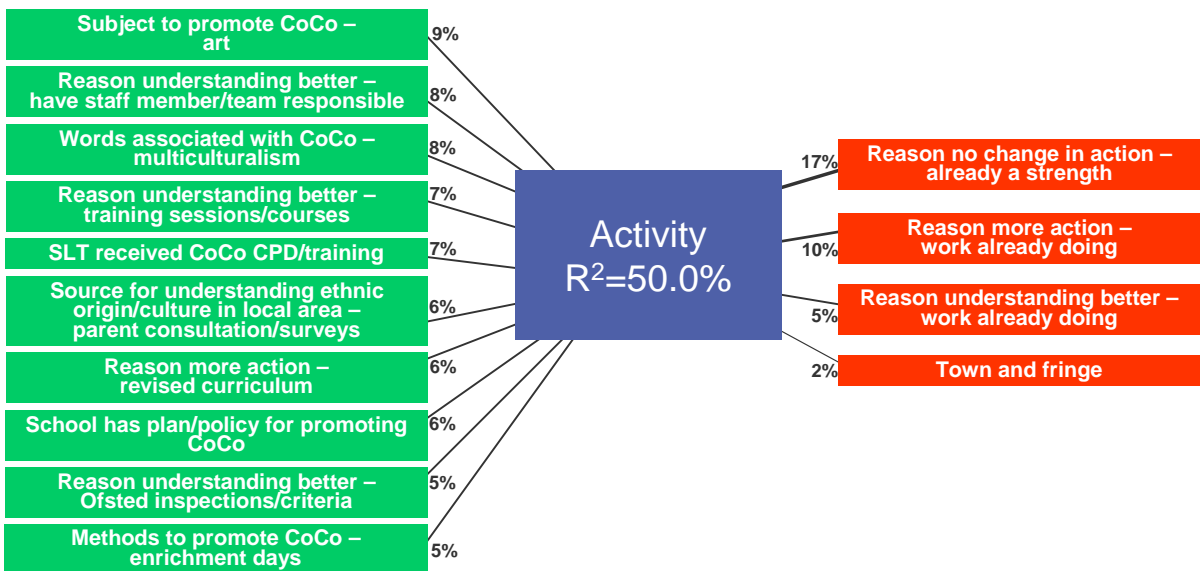 Subject to promote CoCo –
art
9%
Reason understanding better –
have staff member/team responsible
8%
Words associated with CoCo –
multiculturalism
8%
Reason understanding better –
training sessions/courses
7%
SLT received CoCo CPD/training
7%
Source for understanding ethnic
origin/culture in local area –
parent consultation/surveys
6%
Reason more action –
revised curriculum
6%
School has plan/policy for promoting
CoCo
6%
Reason understanding better –
Ofsted inspections/criteria
5%
Methods to promote CoCo –
enrichment days
5%
Activity
R²=50.0%
17%
Reason no change in action –
already a strength
10%
Reason more action –
work already doing
5%
Reason understanding better –
work already doing
2%
Town and fringe